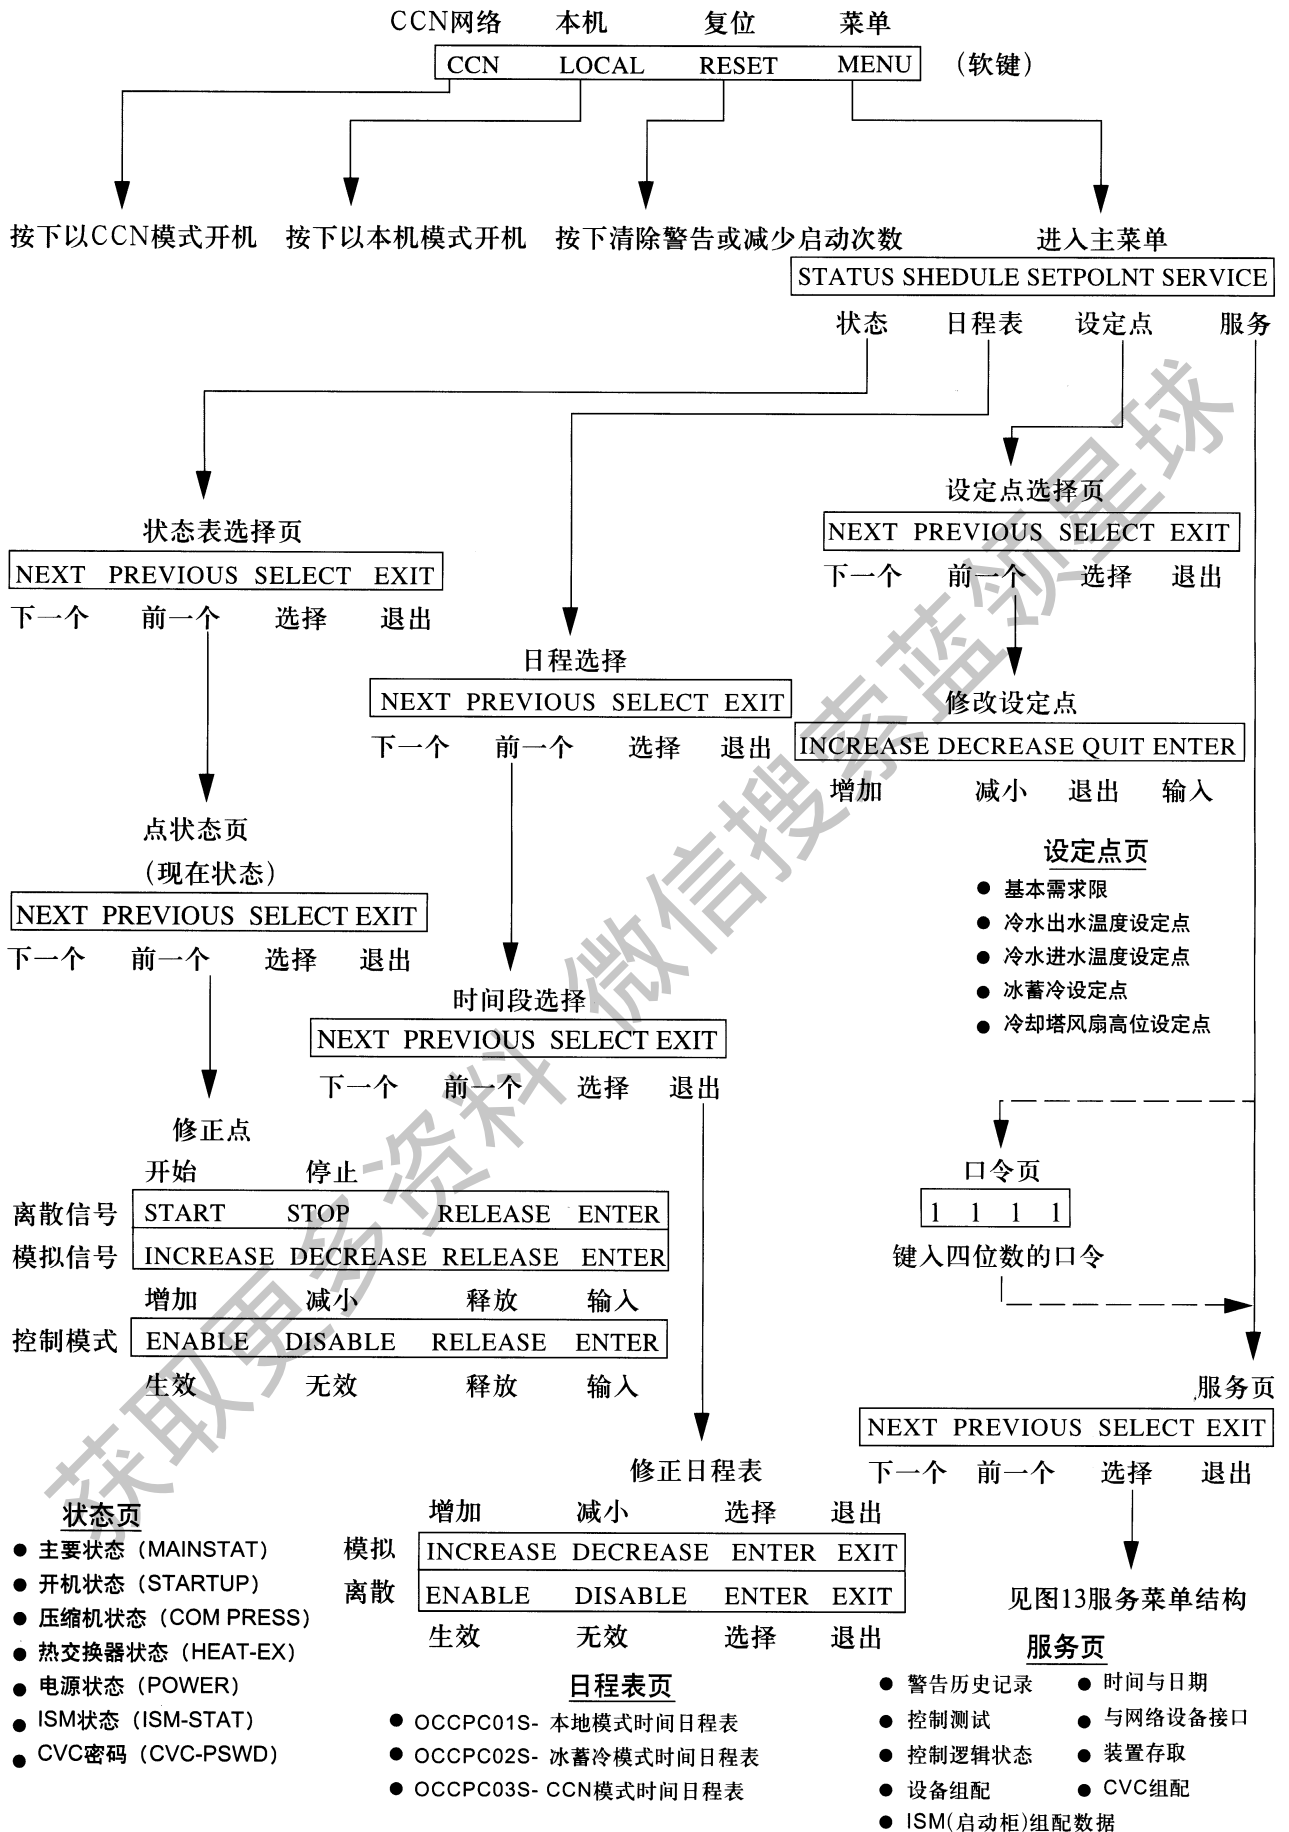 CCN网络 本机 复位 菜单
CCN LOCAL RESET MENU （软键）
按下以CCN模式开机 按下以本机模式开机 按下清除警告或减少启动次数 进入主菜单
STATUS SHEDULE SETPOLNT SERVICE
状态 日程表 设定点 服务
设定点选择页
NEXT PREVIOUS SELECT EXIT
下一个 前一个 选择 退出
状态表选择页
NEXT PREVIOUS SELECT EXIT
下一个 前一个 选择 退出
日程选择
NEXT PREVIOUS SELECT EXIT
下一个 前一个 选择 退出
修改设定点
INCREASE DECREASE QUIT ENTER
增加 减小 退出 输入
点状态页
（现在状态）
NEXT PREVIOUS SELECT EXIT
下一个 前一个 选择 退出
设定点页
● 基本需求限
● 冷水出水温度设定点
● 冷水进水温度设定点
● 冰蓄冷设定点
● 冷却塔风扇高位设定点
时间段选择
NEXT PREVIOUS SELECT EXIT
下一个 前一个 选择 退出
修正点
开始 停止
离散信号 START STOP RELEASE ENTER
模拟信号 INCREASE DECREASE RELEASE ENTER
增加 减小 释放 输入
控制模式 ENABLE DISABLE RELEASE ENTER
生效 无效 释放 输入
口令页
1 1 1 1
键入四位数的口令
服务页
NEXT PREVIOUS SELECT EXIT
下一个 前一个 选择 退出
见图13服务菜单结构
修正日程表
增加 减小 选择 退出
模拟 INCREASE DECREASE ENTER EXIT
离散 ENABLE DISABLE ENTER EXIT
生效 无效 选择 退出
状态页
● 主要状态（MAINSTAT）
● 开机状态（STARTUP）
● 压缩机状态（COM PRESS）
● 热交换器状态（HEAT-EX）
● 电源状态（POWER）
● ISM状态（ISM-STAT）
● CVC密码（CVC-PSWD）
日程表页
● OCCPC01S- 本地模式时间日程表
● OCCPC02S- 冰蓄冷模式时间日程表
● OCCPC03S- CCN模式时间日程表
服务页
● 警告历史记录 ● 时间与日期
● 控制测试 ● 与网络设备接口
● 控制逻辑状态 ● 装置存取
● 设备组配 ● CVC组配
● ISM(启动柜)组配数据
获取更多资料 微信搜索蓝领星球